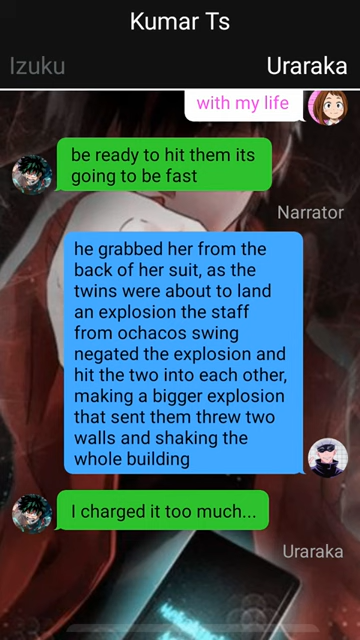 Kumar Ts
Izuku
Uraraka
with my life
be ready to hit them its
going to be fast
Narrator
he grabbed her from the
back of her suit, as the
twins were about to land
an explosion the staff
from ochacos swing
negated the explosion and
hit the two into each other,
making a bigger explosion
that sent them threw two
walls and shaking the
whole building
I charged it too much...
Uraraka